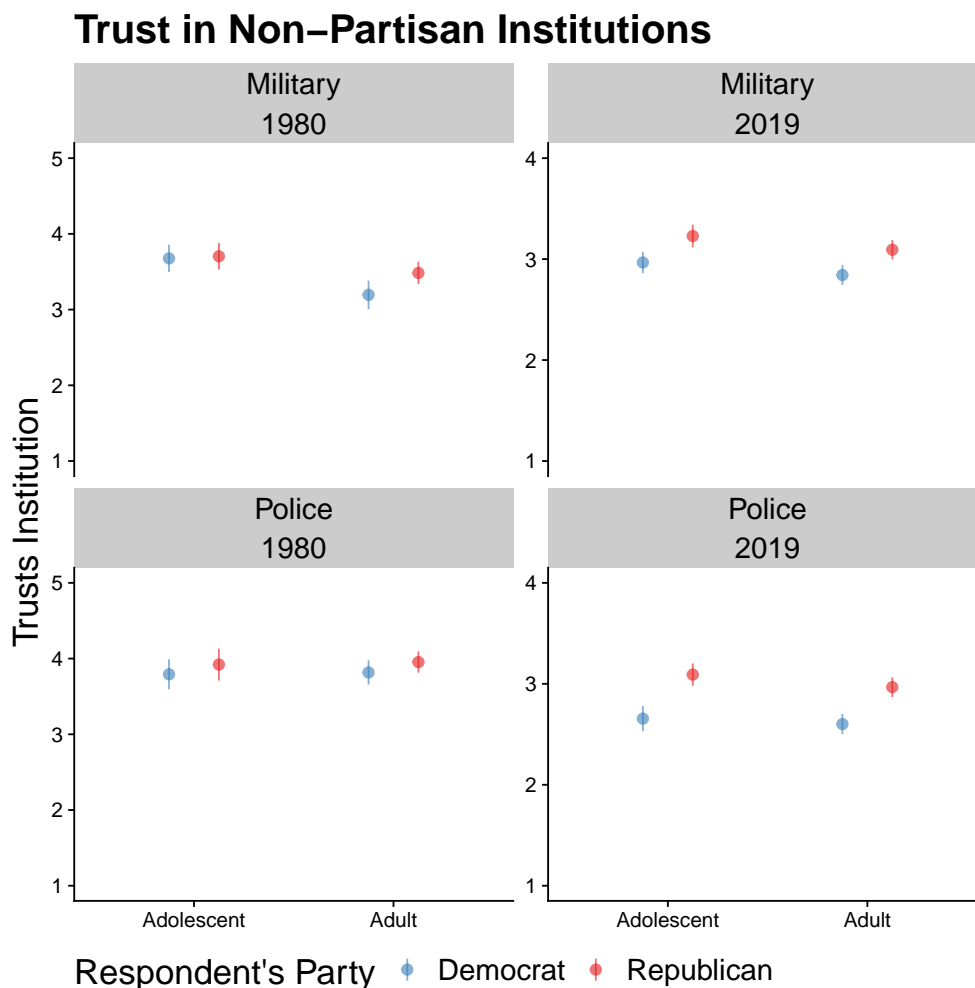 Trust in Non−Partisan Institutions
Military
1980
Military
2019
5
4
3
2
1
4
3
2
1
Trusts Institution
Police
1980
Police
2019
5
4
3
2
1
4
3
2
1
Adolescent Adult
Adolescent Adult
Respondent's Party Democrat Republican